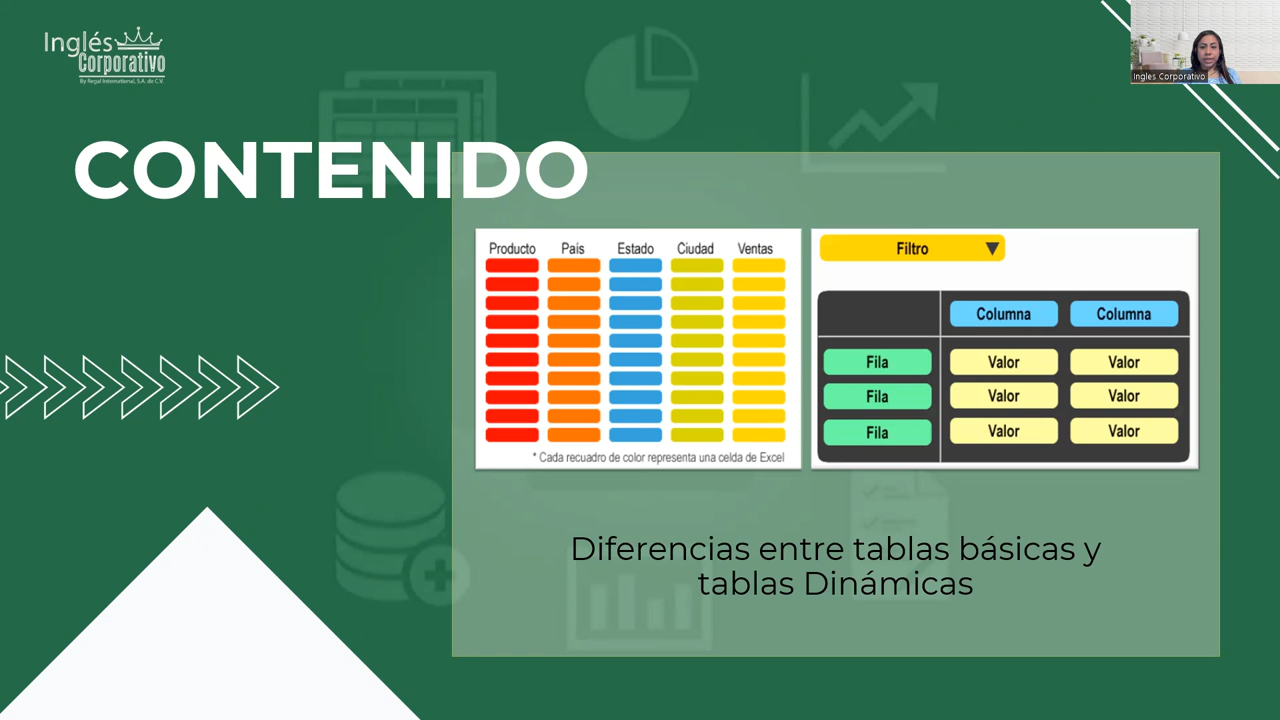 Inglés
Corporativo
By Regal International, S.A. de C.V.
Ingles Corporativo
CONTENIDO
Producto País Estado Ciudad Ventas
* Cada recuadro de color representa una celda de Excel
Filtro
Columna Columna
Fila Valor Valor
Fila Valor Valor
Fila Valor Valor
Diferencias entre tablas básicas y
tablas Dinámicas